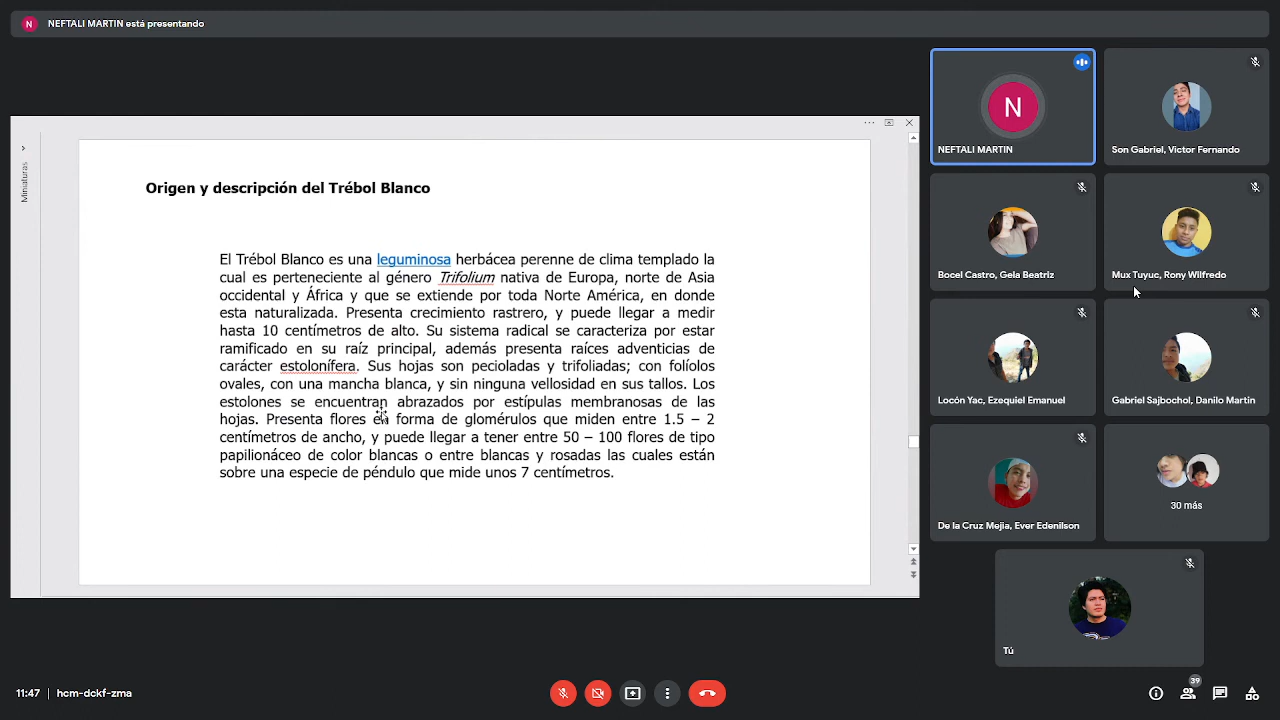 N NEFTALI MARTIN está presentando
Miniaturas
Origen y descripción del Trébol Blanco
El Trébol Blanco es una leguminosa herbácea perenne de clima templado la
cual es perteneciente al género Trifolium nativa de Europa, norte de Asia
occidental y África y que se extiende por toda Norte América, en donde
esta naturalizada. Presenta crecimiento rastrero, y puede llegar a medir
hasta 10 centímetros de alto. Su sistema radical se caracteriza por estar
ramificado en su raíz principal, además presenta raíces adventicias de
carácter estolonífera. Sus hojas son pecioladas y trifoliadas; con folíolos
ovales, con una mancha blanca, y sin ninguna vellosidad en sus tallos. Los
estolones se encuentran abrazados por estípulas membranosas de las
hojas. Presenta flores en forma de glomérulos que miden entre 1.5 – 2
centímetros de ancho, y puede llegar a tener entre 50 – 100 flores de tipo
papilionáceo de color blancas o entre blancas y rosadas las cuales están
sobre una especie de péndulo que mide unos 7 centímetros.
N
NEFTALI MARTIN
Son Gabriel, Victor Fernando
Bocel Castro, Gela Beatriz
Mux Tuyuc, Rony Wilfredo
Locón Yac, Ezequiel Emanuel
Gabriel Sajbochol, Danilo Martin
De la Cruz Mejia, Ever Edenilson
30 más
Tú
11:47 | hcm-dckf-zma
39